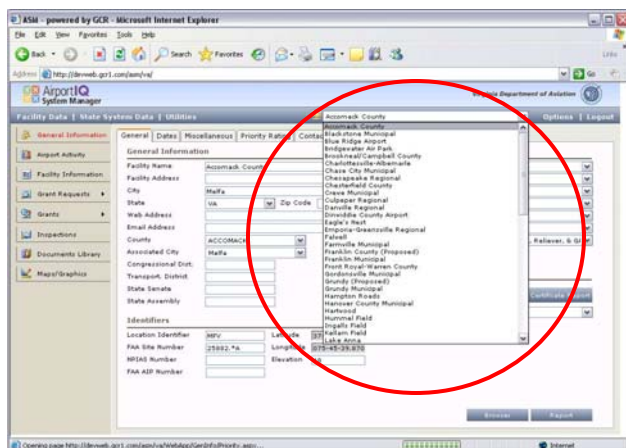 ASM - powered by GCR - Microsoft Internet Explorer
File Edit View Favorites Tools Help
Back Search Favorites
Address http://devweb.gcr1.com/asm/va/ Go Links
AirportIQ System Manager Virginia Department of Aviation
Facility Data | State System Data | Utilities Accomack County Options | Logout
General Information
Airport Activity
Facility Information
Grant Requests
Grants
Inspections
Documents Library
Maps/Graphics
General Dates Miscellaneous Priority Rating
General Information
Facility Name Accomack County
Facility Address
City Melfa
State VA Zip Code
Web Address
Email Address
County ACCOMACK
Associated City Melfa
Congressional Dirt.
Transport. District
State Senate
State Assembly
Identifiers
Location Identifier MFV Latitude
FAA Site Number 25882.*A Longitude 075-45-39.870
NPIAS Number Elevation
FAA AIP Number
Accomack County
Blackstone Municipal
Blue Ridge Airport
Bridgewater Air Park
Brookneal/Campbell County
Charlottesville-Albemarle
Chase City Municipal
Chesapeake Regional
Chesterfield County
Crewe Municipal
Culpeper Regional
Danville Regional
Dinwiddie County Airport
Eagle's Nest
Emporia-Greensville Regional
Falwell
Farmville Municipal
Franklin County (Proposed)
Franklin Municipal
Front Royal-Warren County
Gordonsville Municipal
Grundy (Proposed)
Grundy Municipal
Hampton Roads
Hanover County Municipal
Hartwood
Hummel Field
Ingalls Field
Kellam Field
Lake Anna
, Reliever, & GA
Certificate Report
Browser Report
Opening page http://devweb.gcr1.com/asm/va/WebApp/GenInfo/Priority.aspx... Internet